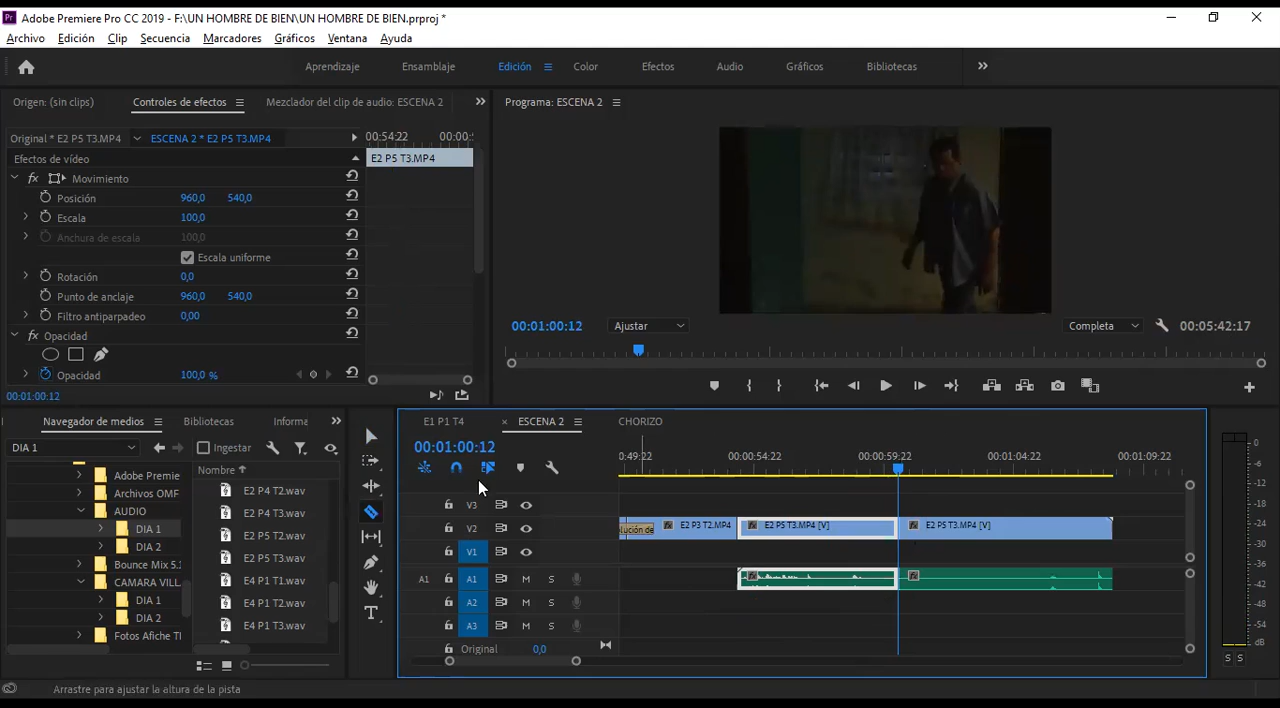 Adobe Premiere Pro CC 2019 - F:\UN HOMBRE DE BIEN\UN HOMBRE DE BIEN.prproj *
Archivo Edición Clip Secuencia Marcadores Gráficos Ventana Ayuda
Aprendizaje Ensamblaje Edición Color Efectos Audio Gráficos Bibliotecas
Origen: (sin clips) Controles de efectos Mezclador del clip de audio: ESCENA 2
Programa: ESCENA 2
Original * E2 P5 T3.MP4 ESCENA 2 * E2 P5 T3.MP4
00:54:22 00:00:
Efectos de vídeo
E2 P5 T3.MP4
fx Movimiento
Posición 960,0 540,0
Escala 100,0
Anchura de escala 100,0
Escala uniforme
Rotación 0,0
Punto de anclaje 960,0 540,0
Filtro antiparpadeo 0,00
fx Opacidad
Opacidad 100,0 %
00:01:00:12
00:01:00:12 Ajustar Completa 00:05:42:17
Navegador de medios Bibliotecas Informa
DIA 1 Ingestar
Nombre
Adobe Premie
Archivos OMF
AUDIO
DIA 1
DIA 2
Bounce Mix 5.1
CAMARA VILL
DIA 1
DIA 2
Fotos Afiche TI
E2 P4 T2.wav
E2 P4 T3.wav
E2 P5 T2.wav
E2 P5 T3.wav
E4 P1 T1.wav
E4 P1 T2.wav
E4 P1 T3.wav
E1 P1 T4 × ESCENA 2 CHORIZO
00:01:00:12
0:49:22 00:00:54:22 00:00:59:22 00:01:04:22 00:01:09:22
V3
V2
lución de E2 P3 T2.MP4 fx E2 P5 T3.MP4 [V] fx E2 P5 T3.MP4 [V]
V1
A1 A1 M S
A2 M S
A3 M S
Original 0,0
0
-6
-12
-18
-24
-30
-36
-42
-48
-54
dB
S S
Arrastre para ajustar la altura de la pista